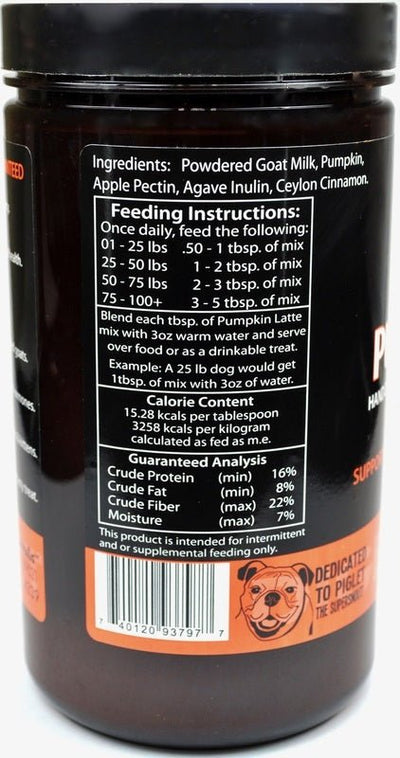 Ingredients: Powdered Goat Milk, Pumpkin,
Apple Pectin, Agave Inulin, Ceylon Cinnamon.
Feeding Instructions:
Once daily, feed the following:
01 - 25 lbs .50 - 1 tbsp. of mix
25 - 50 lbs 1 - 2 tbsp. of mix
50 - 75 lbs 2 - 3 tbsp. of mix
75 - 100+ 3 - 5 tbsp. of mix
Blend each tbsp. of Pumpkin Latte
mix with 3oz warm water and serve
over food or as a drinkable treat.
Example: A 25 lb dog would get
1tbsp. of mix with 3oz of water.
Calorie Content
15.28 kcals per tablespoon
3258 kcals per kilogram
calculated as fed as m.e.
Guaranteed Analysis
Crude Protein (min) 16%
Crude Fat (min) 8%
Crude Fiber (max) 22%
Moisture (max) 7%
This product is intended for intermittent
and or supplemental feeding only.
7 40120 93797 7
DEDICATED
TO PIGLET
THE SUPERSNOUT
P
HAND
SUPPO
treat.